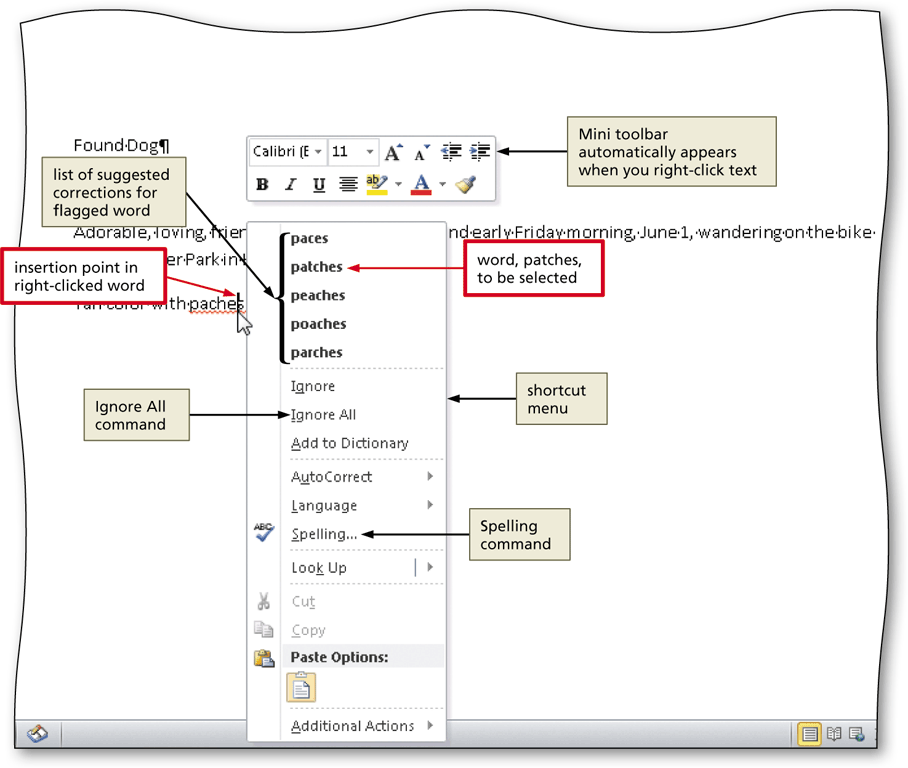 Found·Dog¶
Calibri (E
11
A A
B I U ab A
Mini toolbar
automatically appears
when you right-click text
list of suggested
corrections for
flagged word
Adorable,·loving,·frien
nd·early·Friday·morning,·June·1,·wandering·on·the·bike·
er·Park·in·t
insertion point in
right-clicked word
Tan·color·with·paches
paces
patches
peaches
poaches
parches
word, patches,
to be selected
Ignore
Ignore All
Add to Dictionary
shortcut
menu
Ignore All
command
AutoCorrect
Language
ABC
Spelling...
Spelling
command
Look Up
Cut
Copy
Paste Options:
Additional Actions